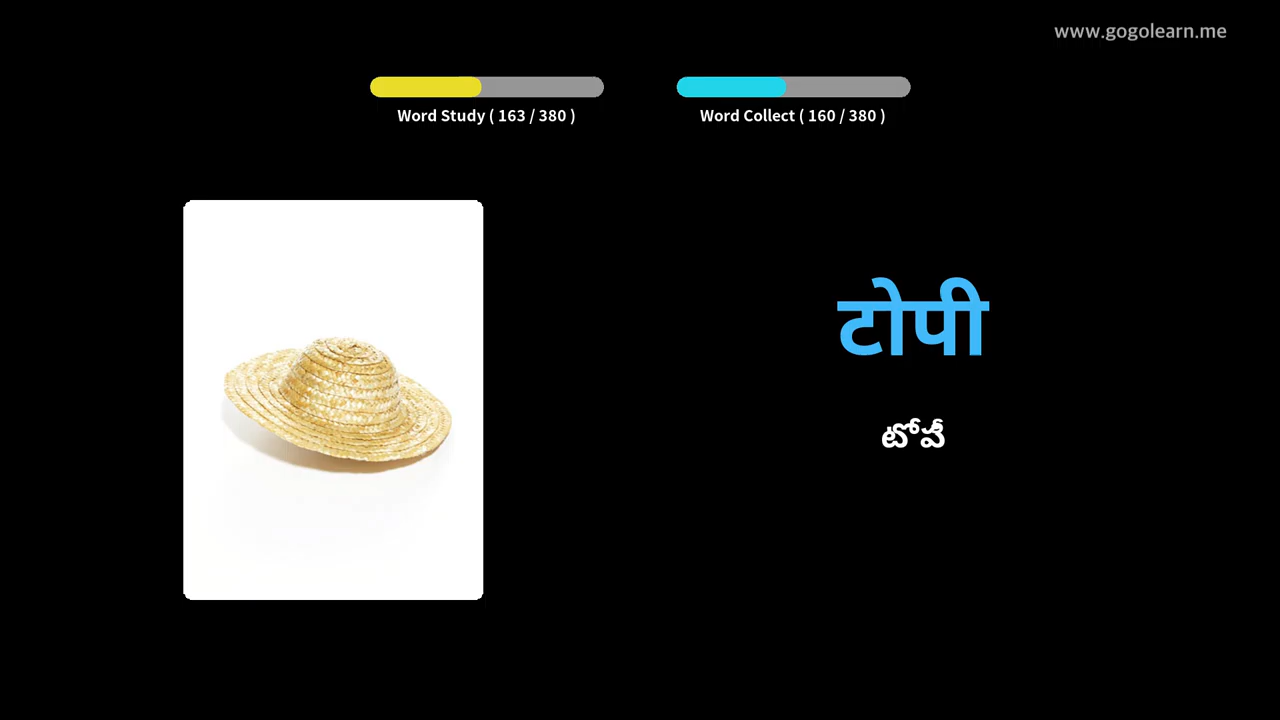 www.gogolearn.me
Word Study ( 163 / 380 )
Word Collect ( 160 / 380 )
टोपी
టోపీ